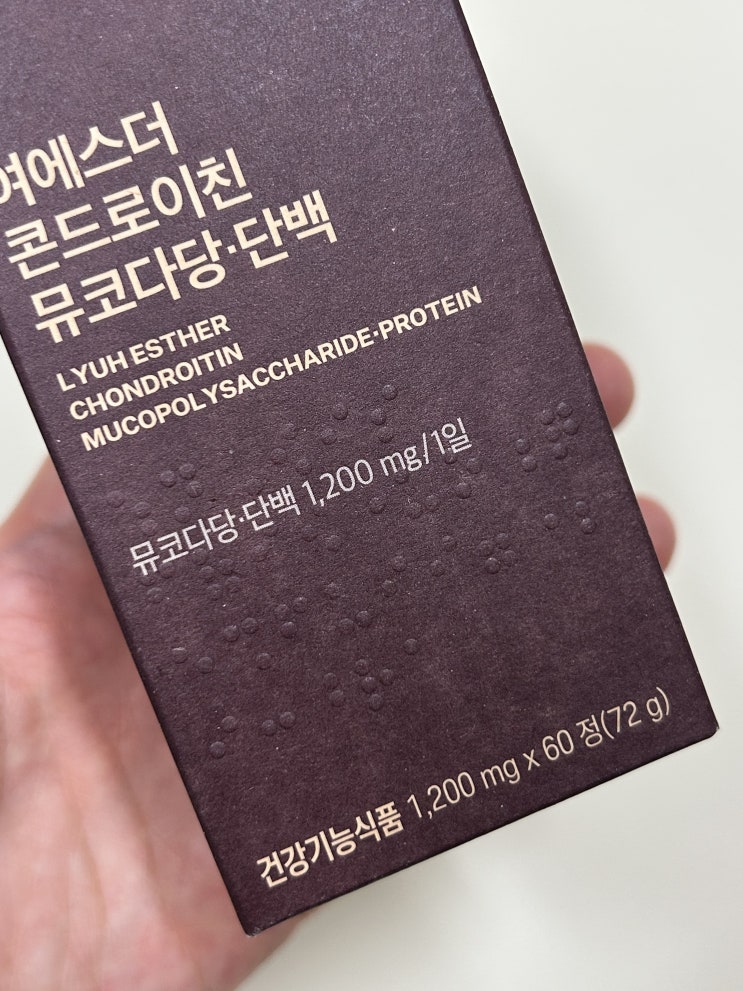 여에스더
콘드로이친
뮤코다당·단백
LYUH ESTHER
CHONDROITIN
MUCOPOLYSACCHARIDE·PROTEIN
뮤코다당·단백 1,200 mg/1일
건강기능식품 1,200 mg x 60 정(72 g)